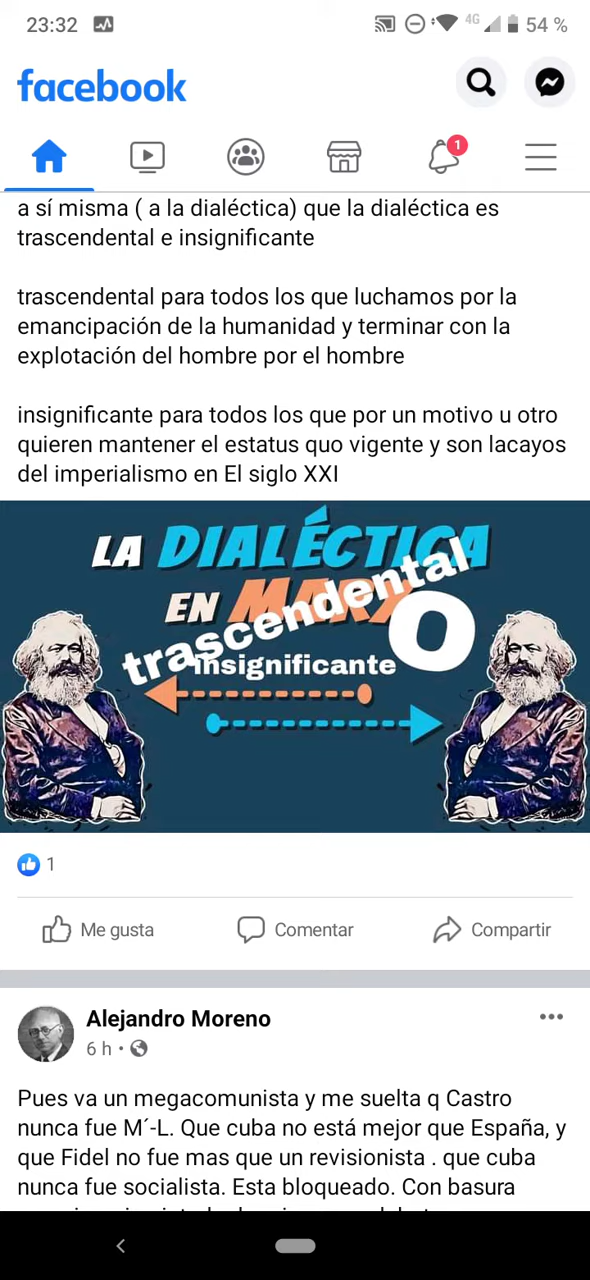 23:32 4G 54 %
facebook
1
a sí misma ( a la dialéctica) que la dialéctica es
trascendental e insignificante
trascendental para todos los que luchamos por la
emancipación de la humanidad y terminar con la
explotación del hombre por el hombre
insignificante para todos los que por un motivo u otro
quieren mantener el estatus quo vigente y son lacayos
del imperialismo en El siglo XXI
LA DIALÉCTICA
EN MARX
trascendental
O
insignificante
1
Me gusta Comentar Compartir
Alejandro Moreno
6 h
Pues va un megacomunista y me suelta q Castro
nunca fue M´-L. Que cuba no está mejor que España, y
que Fidel no fue mas que un revisionista . que cuba
nunca fue socialista. Esta bloqueado. Con basura